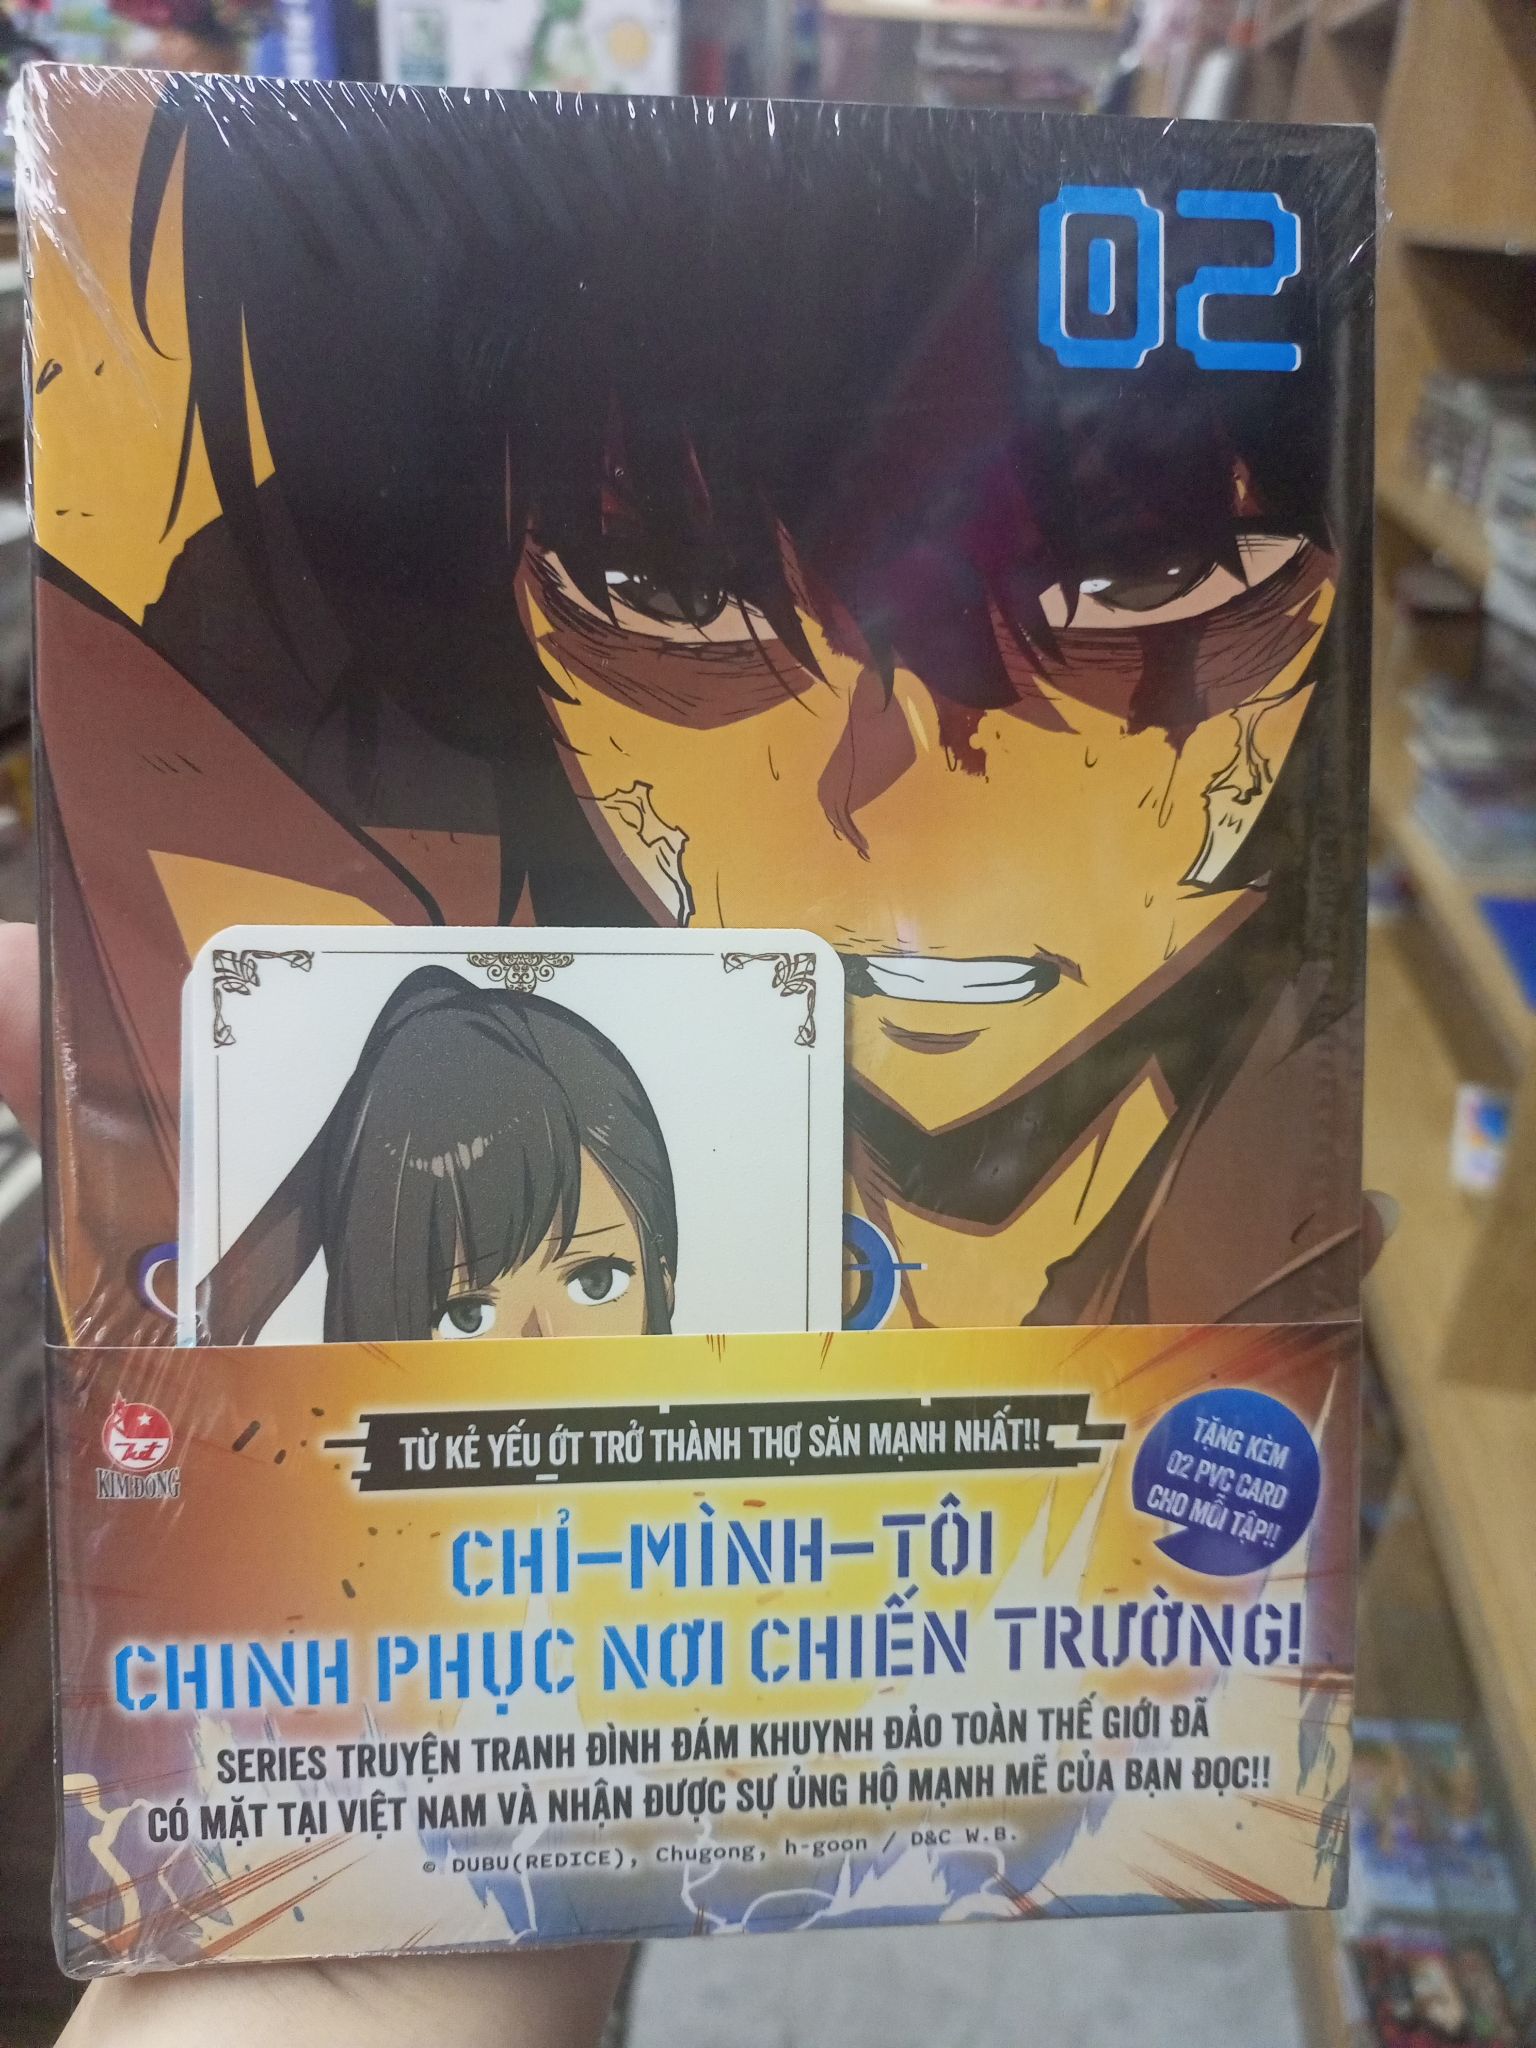 02
KIM ĐỒNG
TỪ KẺ YẾU ỚT TRỞ THÀNH THỢ SĂN MẠNH NHẤT!!
TẶNG KÈM
02 PVC CARD
CHO MỖI TẬP!!
CHỈ-MÌNH-TÔI
CHINH PHỤC NƠI CHIẾN TRƯỜNG!
SERIES TRUYỆN TRANH ĐÌNH ĐÁM KHUYNH ĐẢO TOÀN THẾ GIỚI ĐÃ
CÓ MẶT TẠI VIỆT NAM VÀ NHẬN ĐƯỢC SỰ ỦNG HỘ MẠNH MẼ CỦA BẠN ĐỌC!!
© DUBU(REDICE), Chugong, h-goon / D&C W.B.